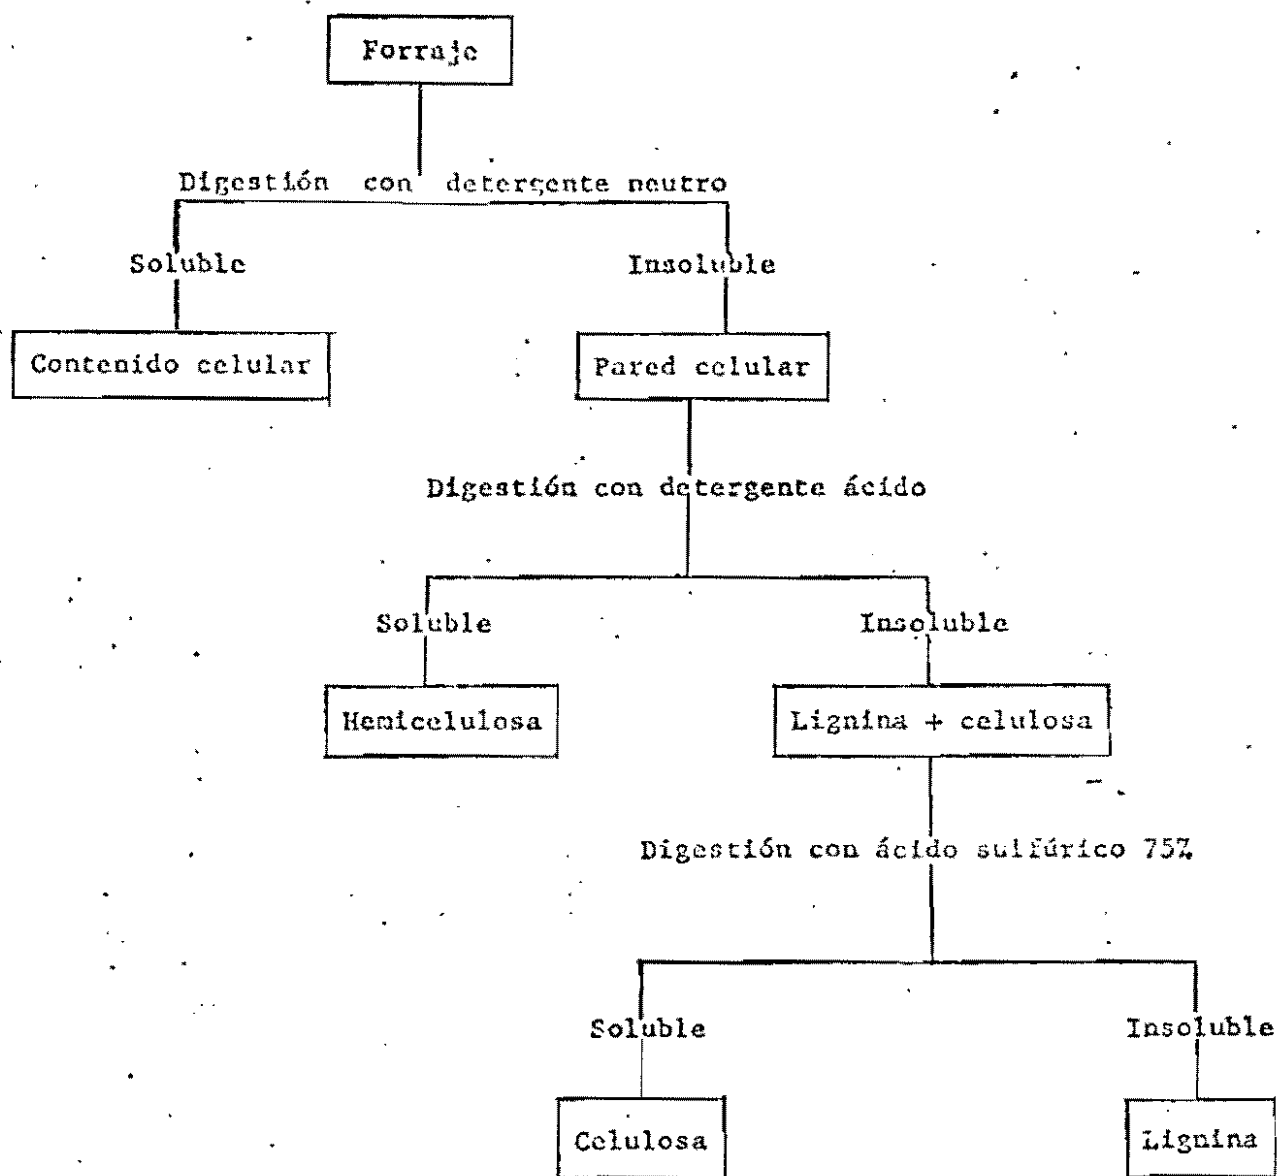 Forraje
Digestión con detergente neutro
Soluble Insoluble
Contenido celular Pared celular
Digestión con detergente ácido
Soluble Insoluble
Hemicelulosa Lignina + celulosa
Digestión con ácido sulfúrico 75%
Soluble Insoluble
Celulosa Lignina